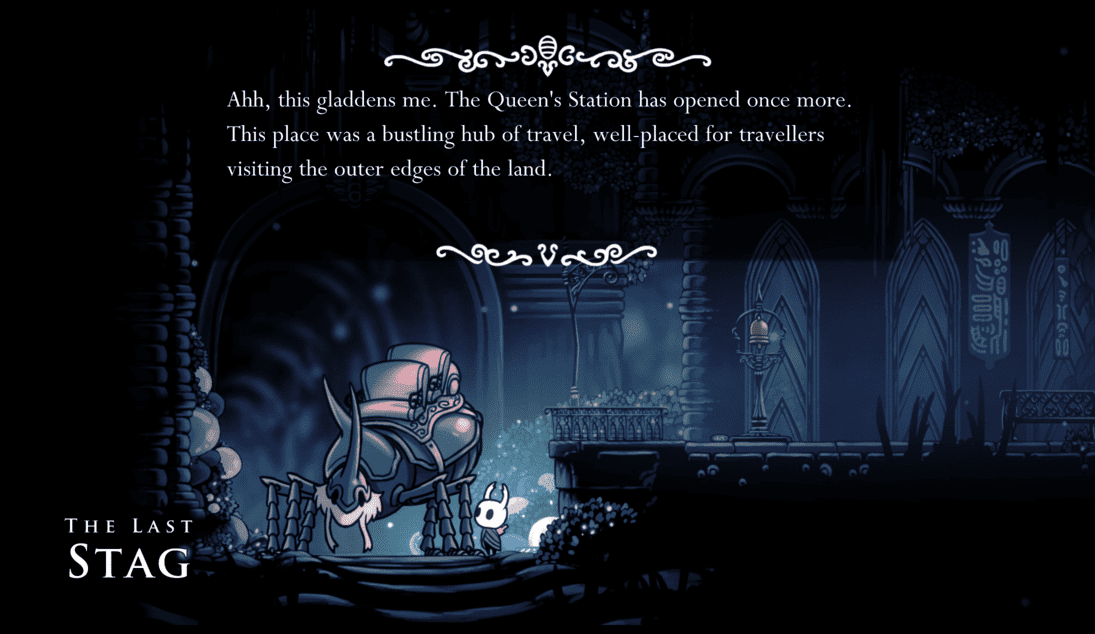 Ahh, this gladdens me. The Queen's Station has opened once more.
This place was a bustling hub of travel, well-placed for travellers
visiting the outer edges of the land.
THE LAST
STAG